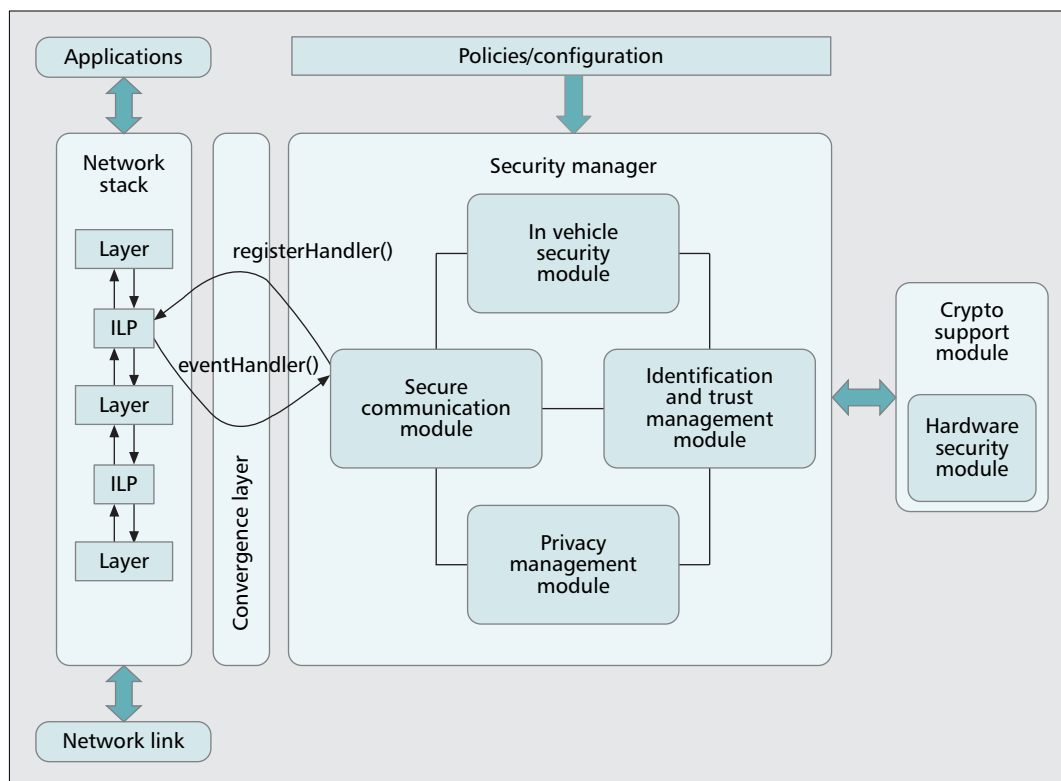 Applications
Policies/configuration
Network
stack
Security manager
Layer
ILP
Layer
ILP
Layer
registerHandler()
eventHandler()
Convergence layer
In vehicle
security
module
Secure
communication
module
Identification
and trust
management
module
Privacy
management
module
Crypto
support
module
Hardware
security
module
Network link